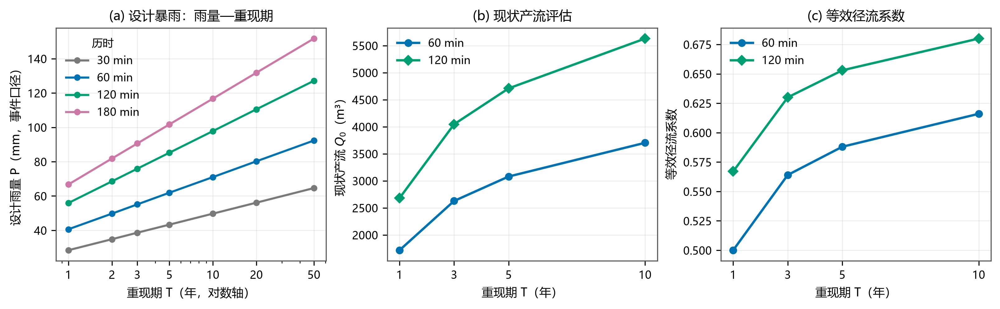 (a) 设计暴雨：雨量—重现期
设计雨量 P（mm，事件口径）
140
120
100
80
60
40
历时
30 min
60 min
120 min
180 min
1 2 3 5 10 20 50
重现期 T（年，对数轴）
(b) 现状产流评估
现状产流 Q₀（m³）
5500
5000
4500
4000
3500
3000
2500
2000
60 min
120 min
1 3 5 10
重现期 T（年）
(c) 等效径流系数
等效径流系数
0.675
0.650
0.625
0.600
0.575
0.550
0.525
0.500
60 min
120 min
1 3 5 10
重现期 T（年）